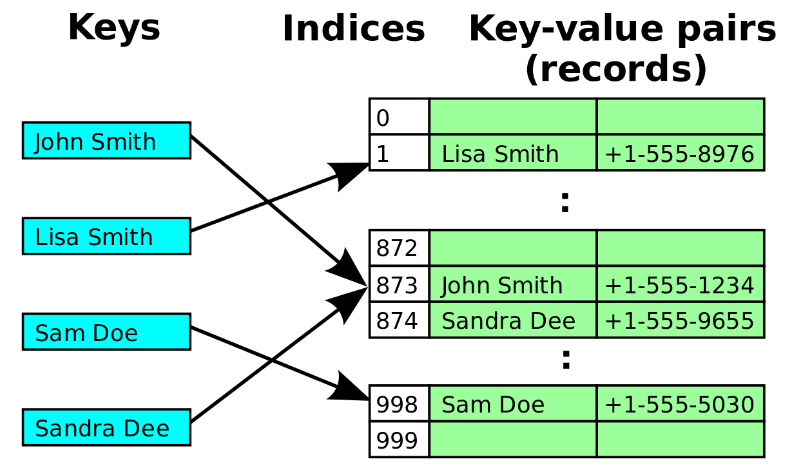 Keys
Indices
Key-value pairs
(records)
John Smith
Lisa Smith
Sam Doe
Sandra Dee
0
1 Lisa Smith +1-555-8976
:
872
873 John Smith +1-555-1234
874 Sandra Dee +1-555-9655
:
998 Sam Doe +1-555-5030
999